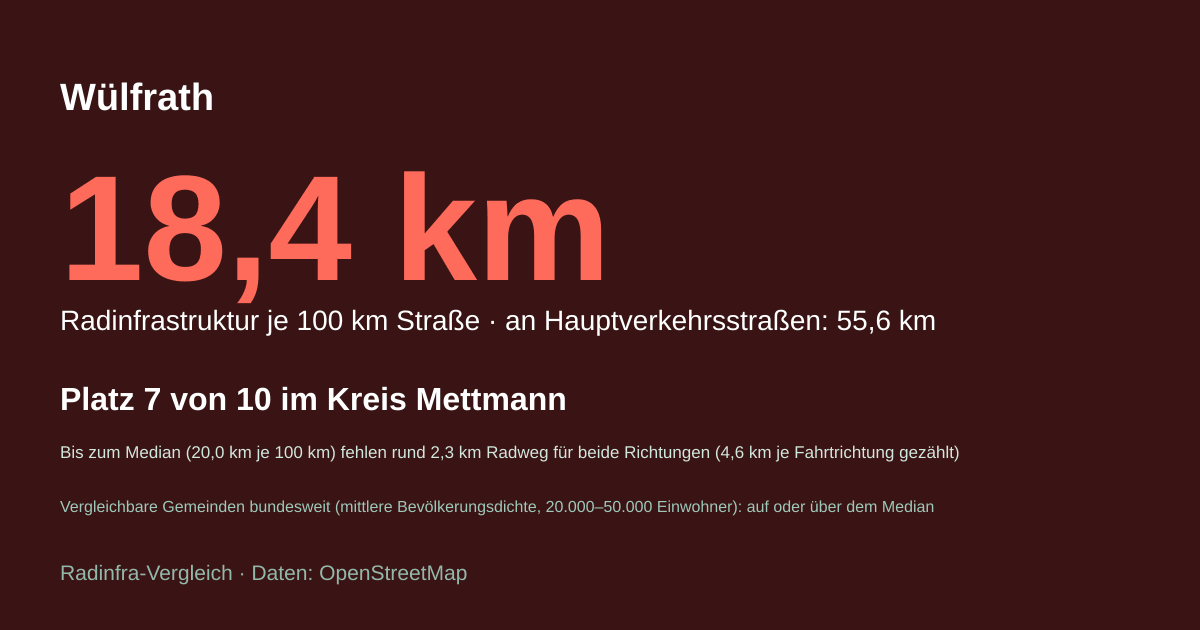 Wülfrath
18,4 km
Radinfrastruktur je 100 km Straße · an Hauptverkehrsstraßen: 55,6 km
Platz 7 von 10 im Kreis Mettmann
Bis zum Median (20,0 km je 100 km) fehlen rund 2,3 km Radweg für beide Richtungen (4,6 km je Fahrtrichtung gezählt)
Vergleichbare Gemeinden bundesweit (mittlere Bevölkerungsdichte, 20.000–50.000 Einwohner): auf oder über dem Median
Radinfra-Vergleich · Daten: OpenStreetMap